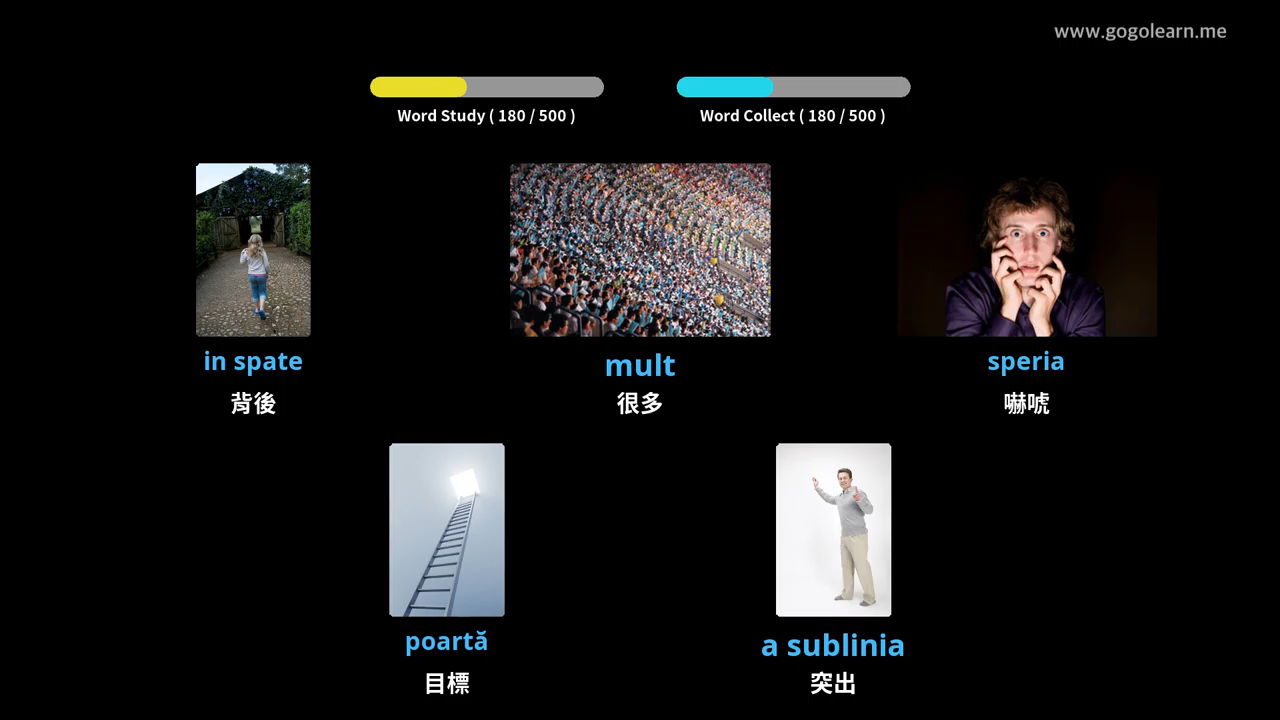 www.gogolearn.me
Word Study ( 180 / 500 )
Word Collect ( 180 / 500 )
in spate
背後
mult
很多
speria
嚇唬
poartă
目標
a sublinia
突出